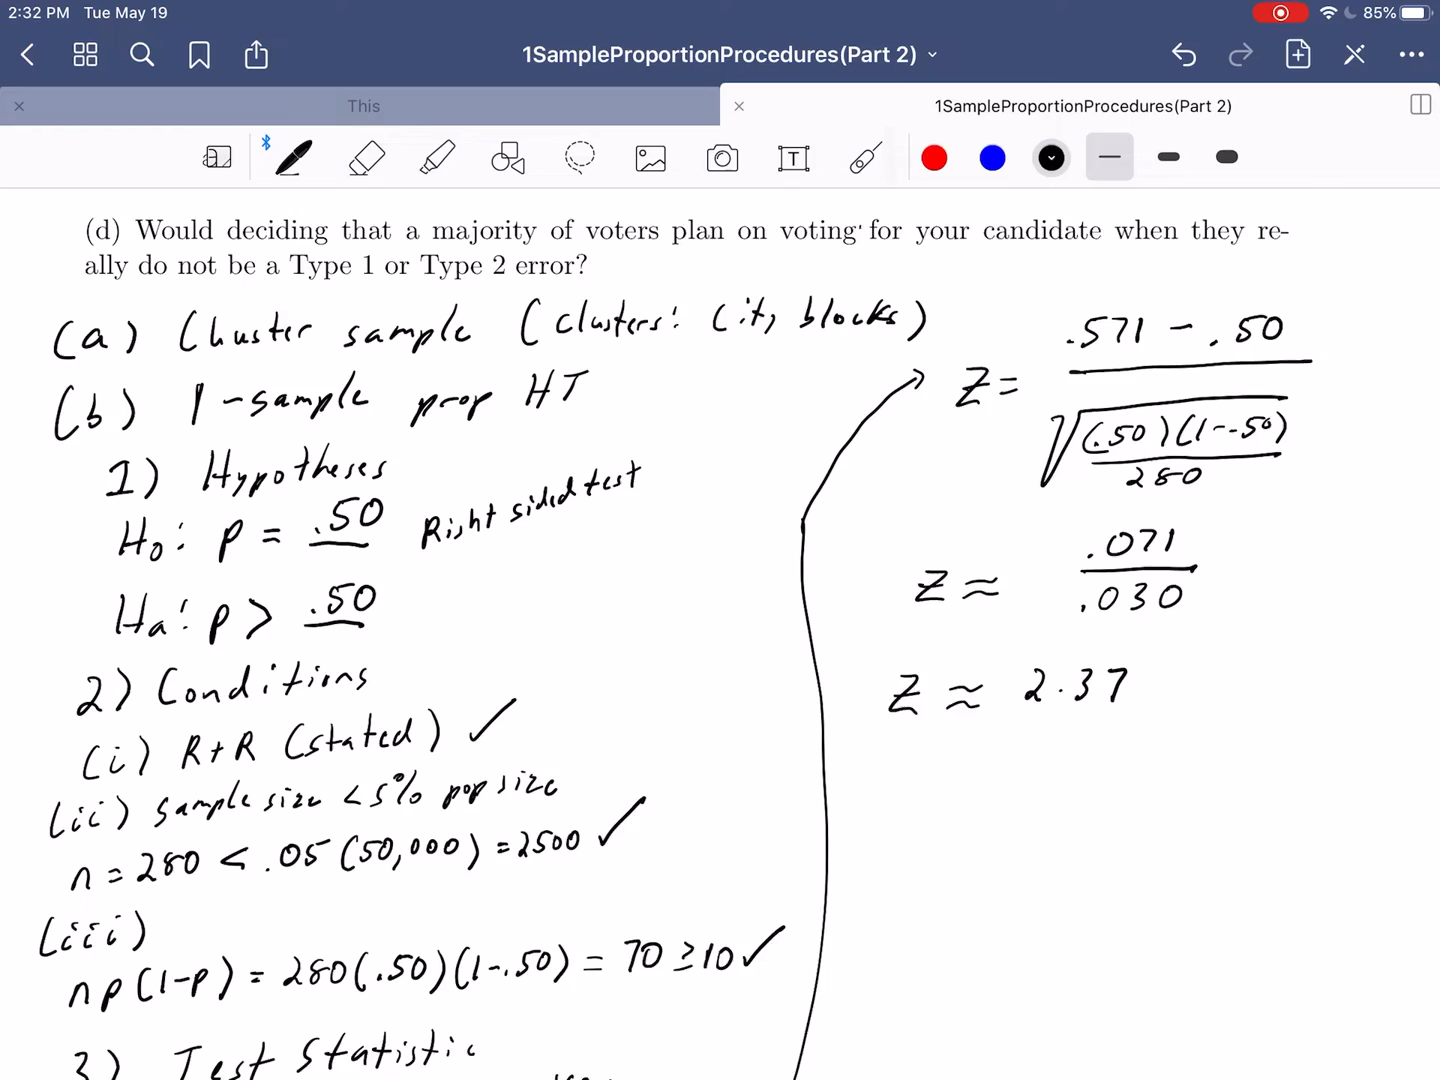 2:32 PM Tue May 19
85%
1SampleProportionProcedures(Part 2)
This
1SampleProportionProcedures(Part 2)
T
(d) Would deciding that a majority of voters plan on voting for your candidate when they re-
ally do not be a Type 1 or Type 2 error?
(a) Chuster sample (clusters: City blocks)
(b) 1-sample prop HT
1) Hypotheses
H₀: p = .50 Right sided test
Ha: p > .50
2) Conditions
(i) R+R (stated) ✓
(ii) Sample size < 5% pop size
n = 280 < .05 (50,000) = 2500 ✓
(iii)
np(1-p) = 280(.50)(1-.50) = 70 ≥ 10 ✓
3) Test Statistic
.571 - .50
Z =
√(.50)(1-.50)
280
.071
Z ≈
.030
Z ≈ 2.37